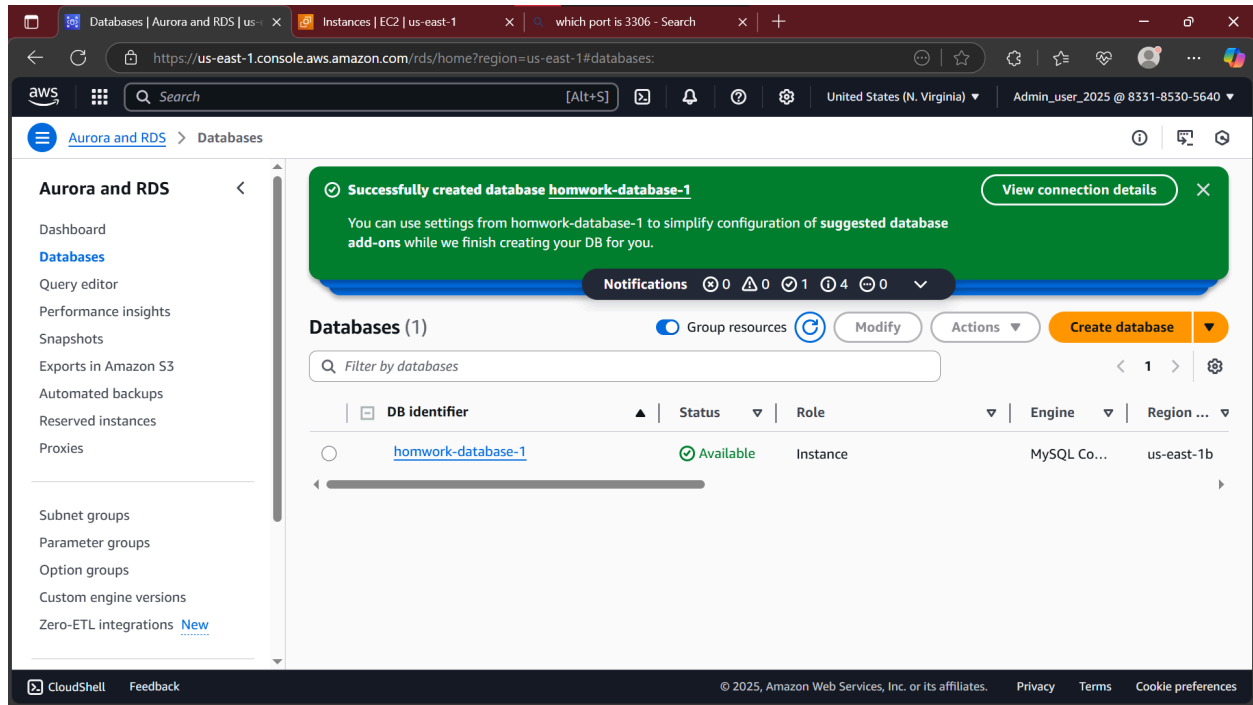 Databases | Aurora and RDS | us-e
Instances | EC2 | us-east-1
which port is 3306 - Search
https://us-east-1.console.aws.amazon.com/rds/home?region=us-east-1#databases:
aws
Search
[Alt+S]
United States (N. Virginia)
Admin_user_2025 @ 8331-8530-5640
Aurora and RDS > Databases
Aurora and RDS
Dashboard
Databases
Query editor
Performance insights
Snapshots
Exports in Amazon S3
Automated backups
Reserved instances
Proxies
Subnet groups
Parameter groups
Option groups
Custom engine versions
Zero-ETL integrations New
Successfully created database homwork-database-1
View connection details
You can use settings from homwork-database-1 to simplify configuration of suggested database
add-ons while we finish creating your DB for you.
Notifications 0 0 1 4 0
Databases (1)
Group resources
Modify
Actions
Create database
Filter by databases
1
DB identifier Status Role Engine Region ...
homwork-database-1 Available Instance MySQL Co... us-east-1b
CloudShell Feedback
© 2025, Amazon Web Services, Inc. or its affiliates. Privacy Terms Cookie preferences